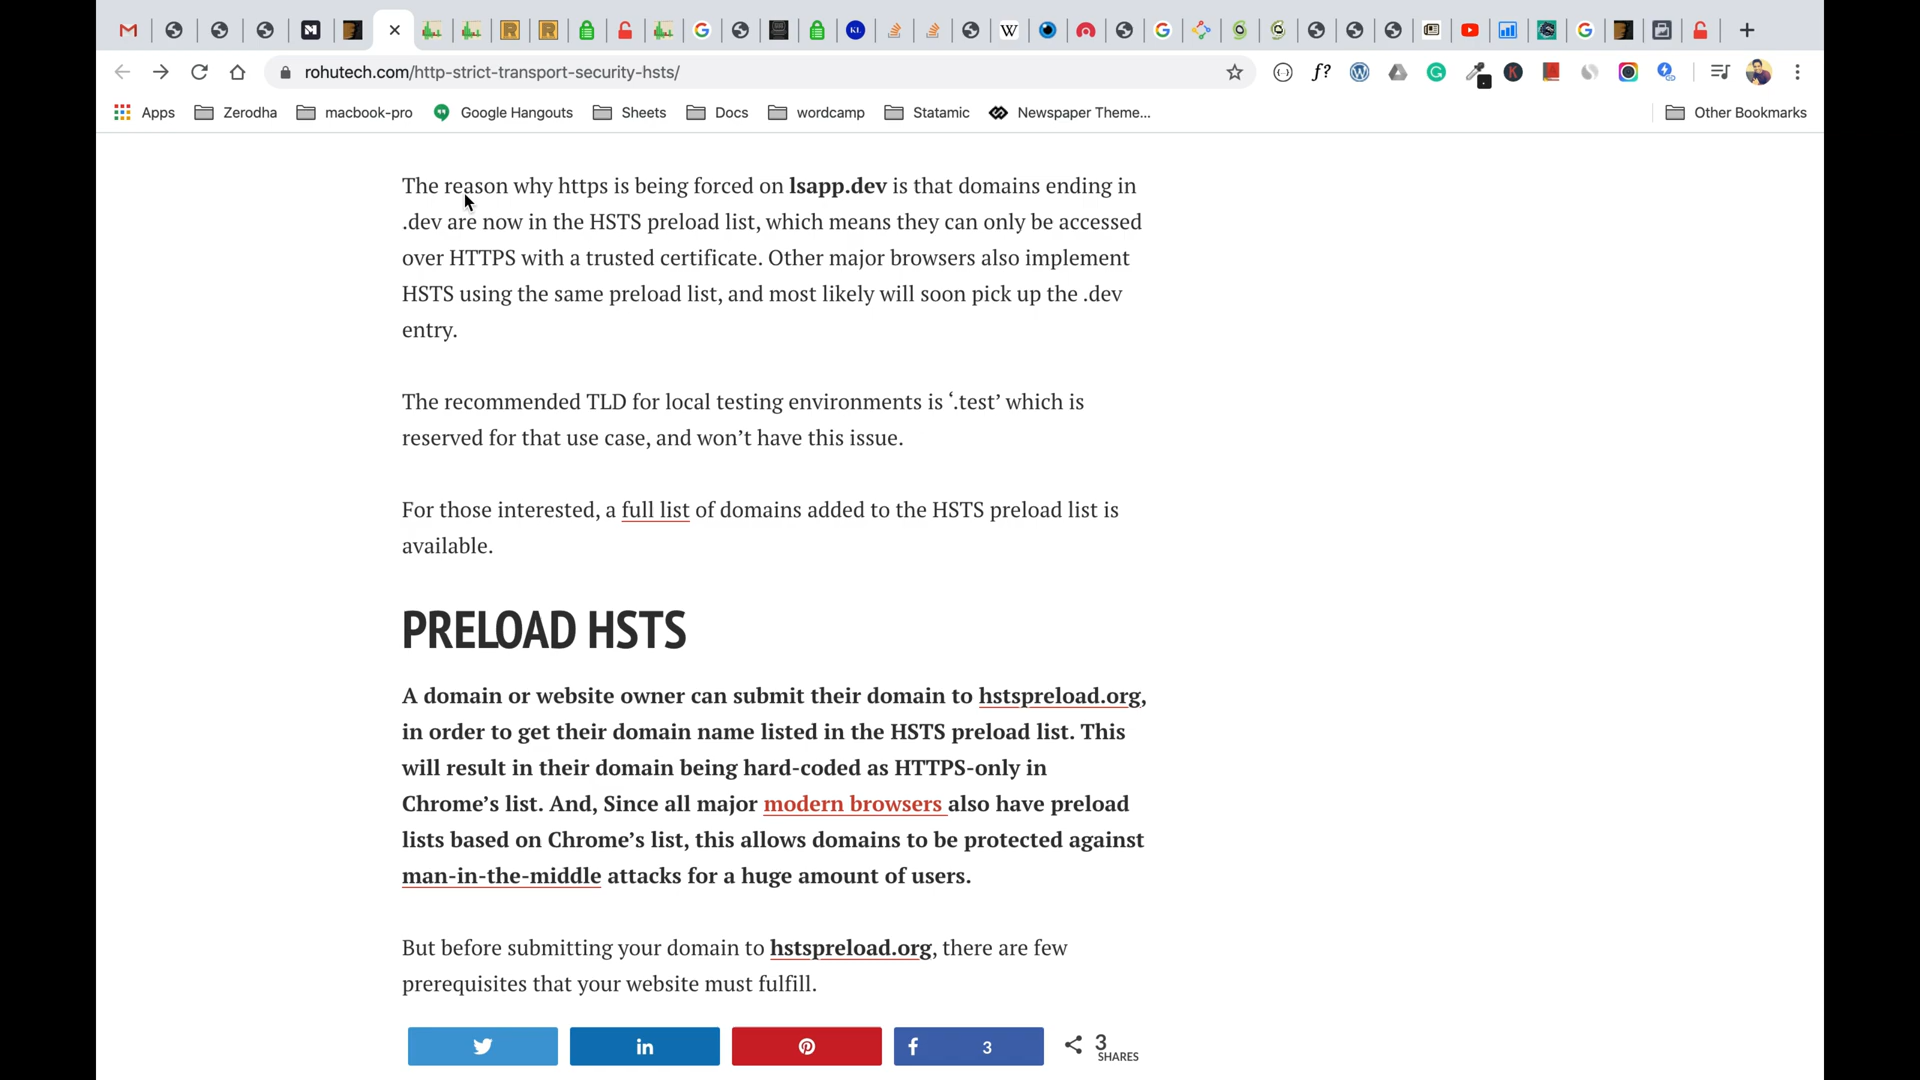 rohutech.com/http-strict-transport-security-hsts/
Apps Zerodha macbook-pro Google Hangouts Sheets Docs wordcamp Statamic Newspaper Theme... Other Bookmarks
The reason why https is being forced on lsapp.dev is that domains ending in
.dev are now in the HSTS preload list, which means they can only be accessed
over HTTPS with a trusted certificate. Other major browsers also implement
HSTS using the same preload list, and most likely will soon pick up the .dev
entry.
The recommended TLD for local testing environments is ‘.test’ which is
reserved for that use case, and won’t have this issue.
For those interested, a full list of domains added to the HSTS preload list is
available.
PRELOAD HSTS
A domain or website owner can submit their domain to hstspreload.org,
in order to get their domain name listed in the HSTS preload list. This
will result in their domain being hard-coded as HTTPS-only in
Chrome’s list. And, Since all major modern browsers also have preload
lists based on Chrome’s list, this allows domains to be protected against
man-in-the-middle attacks for a huge amount of users.
But before submitting your domain to hstspreload.org, there are few
prerequisites that your website must fulfill.
3 3
SHARES